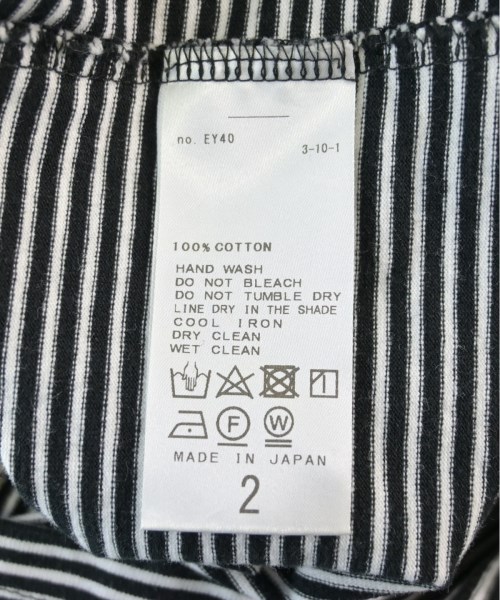 no. EY40
3-10-1
100% COTTON
HAND WASH
DO NOT BLEACH
DO NOT TUMBLE DRY
LINE DRY IN THE SHADE
COOL IRON
DRY CLEAN
WET CLEAN
F W
MADE IN JAPAN
2